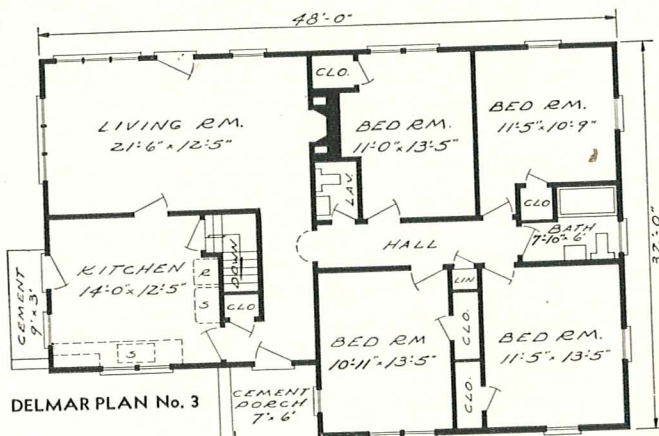 48'-0"
CLO.
LIVING RM.
21'-6" x 12'-5"
BED RM.
11'-0" x 13'-5"
BED RM.
11'-5" x 10'-9"
LAV.
CLO
BATH
7'-10" x 6'
32'-0"
HALL
KITCHEN
14'-0" x 12'-5"
DOWN
R
S
CLO
S
CEMENT
9' x 3'
LIN
CLO.
CLO.
BED RM
10'-11" x 13'-5"
BED RM.
11'-5" x 13'-5"
CEMENT
PORCH
7' x 6'
DELMAR PLAN No. 3